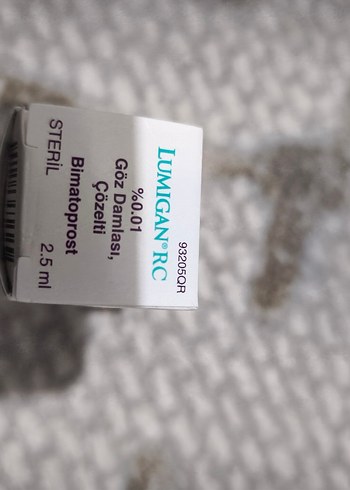 93205QR
LUMIGAN® RC
%0.01
Göz Damlası,
Çözelti
Bimatoprost
STERİL 2.5 ml